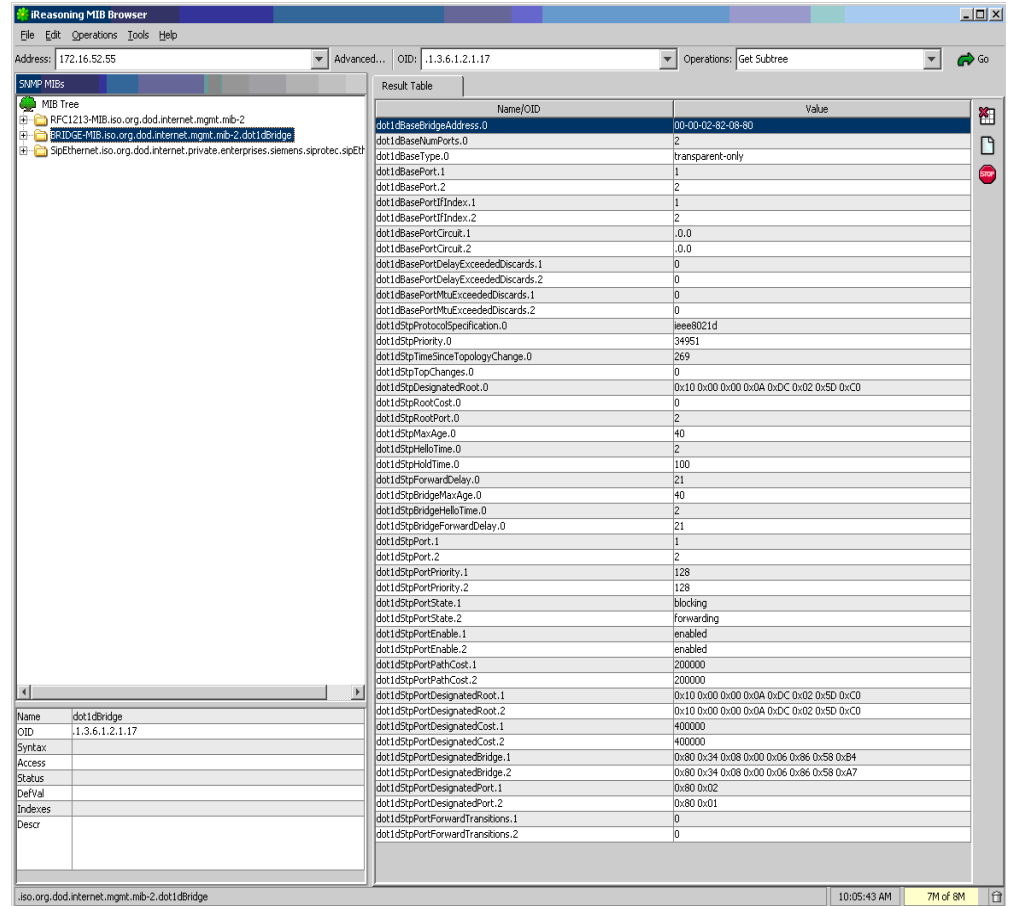 iReasoning MIB Browser
File Edit Operations Tools Help
Address: 172.16.52.55 Advanced... OID: .1.3.6.1.2.1.17 Operations: Get Subtree Go
SNMP MIBs
MIB Tree
RFC1213-MIB.iso.org.dod.internet.mgmt.mib-2
BRIDGE-MIB.iso.org.dod.internet.mgmt.mib-2.dot1dBridge
SipEthernet.iso.org.dod.internet.private.enterprises.siemens.siprotec.sipEth
Result Table
Name/OID Value
dot1dBaseBridgeAddress.0 00-00-02-82-08-80
dot1dBaseNumPorts.0 2
dot1dBaseType.0 transparent-only
dot1dBasePort.1 1
dot1dBasePort.2 2
dot1dBasePortIfIndex.1 1
dot1dBasePortIfIndex.2 2
dot1dBasePortCircuit.1 .0.0
dot1dBasePortCircuit.2 .0.0
dot1dBasePortDelayExceededDiscards.1 0
dot1dBasePortDelayExceededDiscards.2 0
dot1dBasePortMtuExceededDiscards.1 0
dot1dBasePortMtuExceededDiscards.2 0
dot1dStpProtocolSpecification.0 ieee8021d
dot1dStpPriority.0 34951
dot1dStpTimeSinceTopologyChange.0 269
dot1dStpTopChanges.0 0
dot1dStpDesignatedRoot.0 0x10 0x00 0x00 0x0A 0xDC 0x02 0x5D 0xC0
dot1dStpRootCost.0 0
dot1dStpRootPort.0 2
dot1dStpMaxAge.0 40
dot1dStpHelloTime.0 2
dot1dStpHoldTime.0 100
dot1dStpForwardDelay.0 21
dot1dStpBridgeMaxAge.0 40
dot1dStpBridgeHelloTime.0 2
dot1dStpBridgeForwardDelay.0 21
dot1dStpPort.1 1
dot1dStpPort.2 2
dot1dStpPortPriority.1 128
dot1dStpPortPriority.2 128
dot1dStpPortState.1 blocking
dot1dStpPortState.2 forwarding
dot1dStpPortEnable.1 enabled
dot1dStpPortEnable.2 enabled
dot1dStpPortPathCost.1 200000
dot1dStpPortPathCost.2 200000
dot1dStpPortDesignatedRoot.1 0x10 0x00 0x00 0x0A 0xDC 0x02 0x5D 0xC0
dot1dStpPortDesignatedRoot.2 0x10 0x00 0x00 0x0A 0xDC 0x02 0x5D 0xC0
dot1dStpPortDesignatedCost.1 400000
dot1dStpPortDesignatedCost.2 400000
dot1dStpPortDesignatedBridge.1 0x80 0x34 0x08 0x00 0x06 0x86 0x58 0xB4
dot1dStpPortDesignatedBridge.2 0x80 0x34 0x08 0x00 0x06 0x86 0x58 0xA7
dot1dStpPortDesignatedPort.1 0x80 0x02
dot1dStpPortDesignatedPort.2 0x80 0x01
dot1dStpPortForwardTransitions.1 0
dot1dStpPortForwardTransitions.2 0
STOP
Name dot1dBridge
OID .1.3.6.1.2.1.17
Syntax
Access
Status
DefVal
Indexes
Descr
.iso.org.dod.internet.mgmt.mib-2.dot1dBridge 10:05:43 AM 7M of 8M